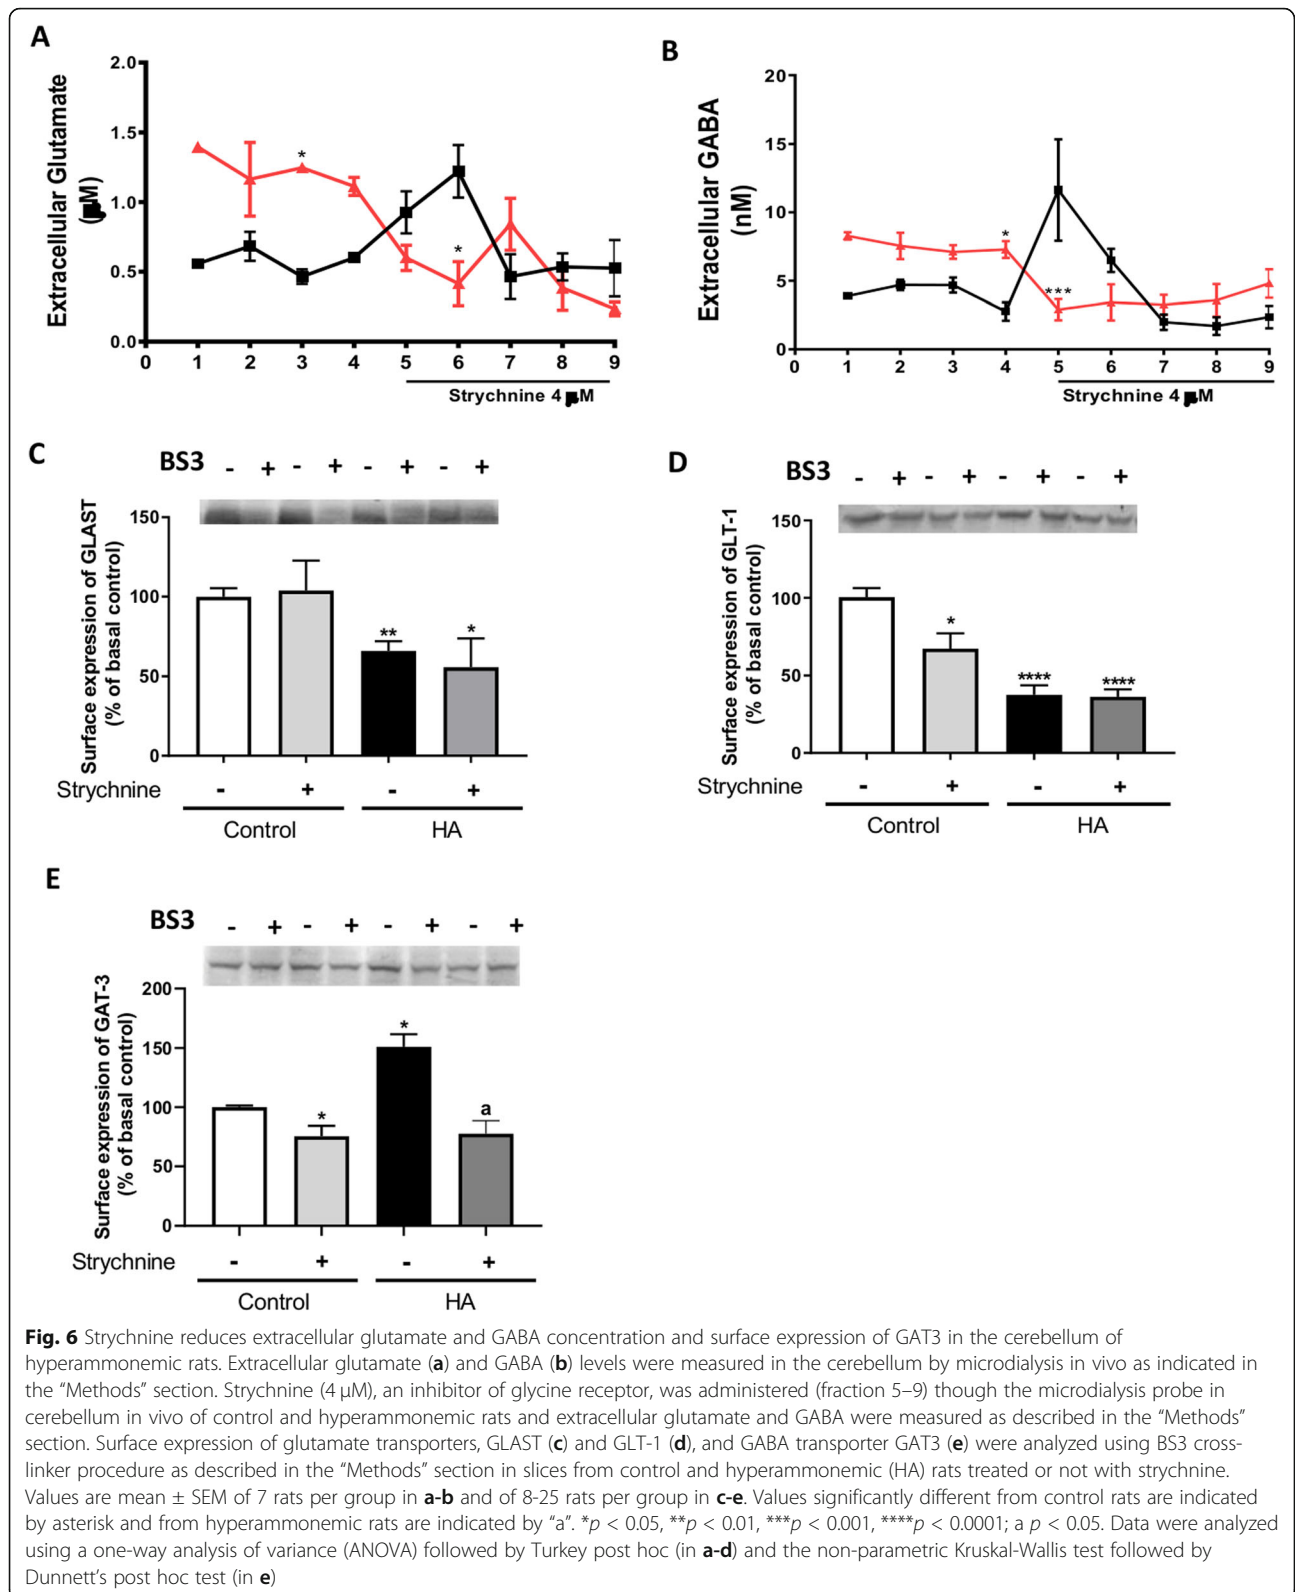 A
Extracellular Glutamate
(µM)
2.0
1.5
1.0
0.5
0.0
*
*
0 1 2 3 4 5 6 7 8 9
Strychnine 4 µM
B
Extracellular GABA
(nM)
20
15
10
5
0
*
***
0 1 2 3 4 5 6 7 8 9
Strychnine 4 µM
C
BS3 - + - + - + - +
Surface expression of GLAST
(% of basal control)
150
100
50
0
** *
Strychnine - + - +
Control HA
D
BS3 - + - + - + - +
Surface expression of GLT-1
(% of basal control)
150
100
50
0
* **** ****
Strychnine - + - +
Control HA
E
BS3 - + - + - + - +
Surface expression of GAT-3
(% of basal control)
200
150
100
50
0
* * a
Strychnine - + - +
Control HA
Fig. 6 Strychnine reduces extracellular glutamate and GABA concentration and surface expression of GAT3 in the cerebellum of
hyperammonemic rats. Extracellular glutamate (a) and GABA (b) levels were measured in the cerebellum by microdialysis in vivo as indicated in
the “Methods” section. Strychnine (4 µM), an inhibitor of glycine receptor, was administered (fraction 5–9) though the microdialysis probe in
cerebellum in vivo of control and hyperammonemic rats and extracellular glutamate and GABA were measured as described in the “Methods”
section. Surface expression of glutamate transporters, GLAST (c) and GLT-1 (d), and GABA transporter GAT3 (e) were analyzed using BS3 cross-
linker procedure as described in the “Methods” section in slices from control and hyperammonemic (HA) rats treated or not with strychnine.
Values are mean ± SEM of 7 rats per group in a-b and of 8-25 rats per group in c-e. Values significantly different from control rats are indicated
by asterisk and from hyperammonemic rats are indicated by “a”. *p < 0.05, **p < 0.01, ***p < 0.001, ****p < 0.0001; a p < 0.05. Data were analyzed
using a one-way analysis of variance (ANOVA) followed by Turkey post hoc (in a-d) and the non-parametric Kruskal-Wallis test followed by
Dunnett’s post hoc test (in e)